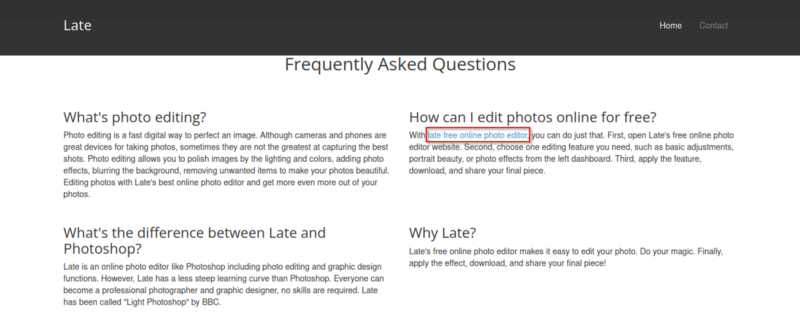 Late
Home
Contact
Frequently Asked Questions
What's photo editing?
Photo editing is a fast digital way to perfect an image. Although cameras and phones are
great devices for taking photos, sometimes they are not the greatest at capturing the best
shots. Photo editing allows you to polish images by the lighting and colors, adding photo
effects, blurring the background, removing unwanted items to make your photos beautiful.
Editing photos with Late's best online photo editor and get more even more out of your
photos.
How can I edit photos online for free?
With late free online photo editor, you can do just that. First, open Late's free online photo
editor website. Second, choose one editing feature you need, such as basic adjustments,
portrait beauty, or photo effects from the left dashboard. Third, apply the feature,
download, and share your final piece.
What's the difference between Late and
Photoshop?
Late is an online photo editor like Photoshop including photo editing and graphic design
functions. However, Late has a less steep learning curve than Photoshop. Everyone can
become a professional photographer and graphic designer, no skills are required. Late
has been called "Light Photoshop" by BBC.
Why Late?
Late's free online photo editor makes it easy to edit your photo. Do your magic. Finally,
apply the effect, download, and share your final piece!